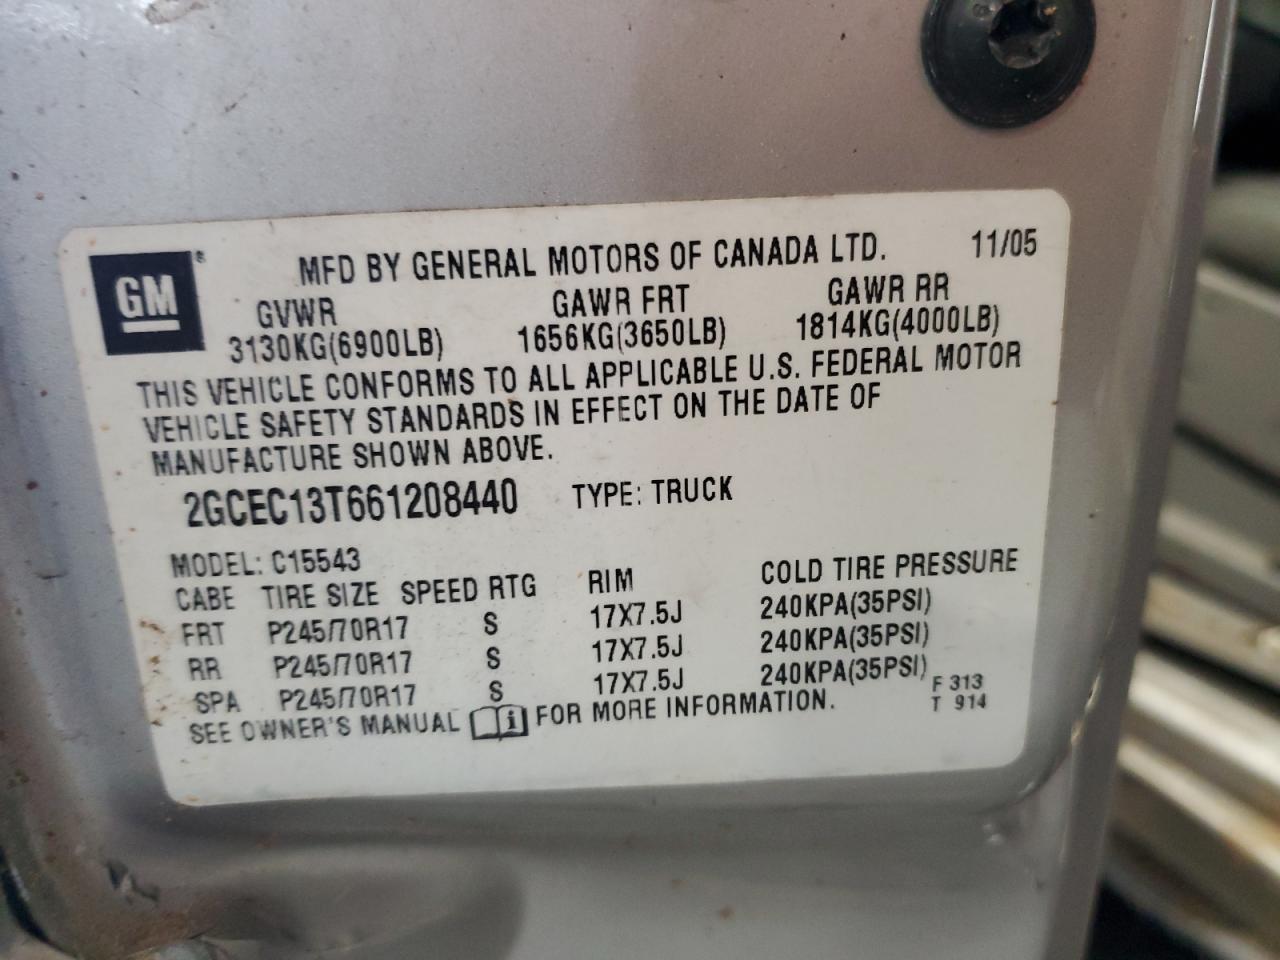 GM®
MFD BY GENERAL MOTORS OF CANADA LTD. 11/05
GVWR GAWR FRT GAWR RR
3130KG(6900LB) 1656KG(3650LB) 1814KG(4000LB)
THIS VEHICLE CONFORMS TO ALL APPLICABLE U.S. FEDERAL MOTOR
VEHICLE SAFETY STANDARDS IN EFFECT ON THE DATE OF
MANUFACTURE SHOWN ABOVE.
2GCEC13T661208440 TYPE: TRUCK
MODEL: C15543
CABE TIRE SIZE SPEED RTG RIM COLD TIRE PRESSURE
FRT P245/70R17 S 17X7.5J 240KPA(35PSI)
RR P245/70R17 S 17X7.5J 240KPA(35PSI)
SPA P245/70R17 S 17X7.5J 240KPA(35PSI)
F 313
SEE OWNER'S MANUAL i FOR MORE INFORMATION. T 914